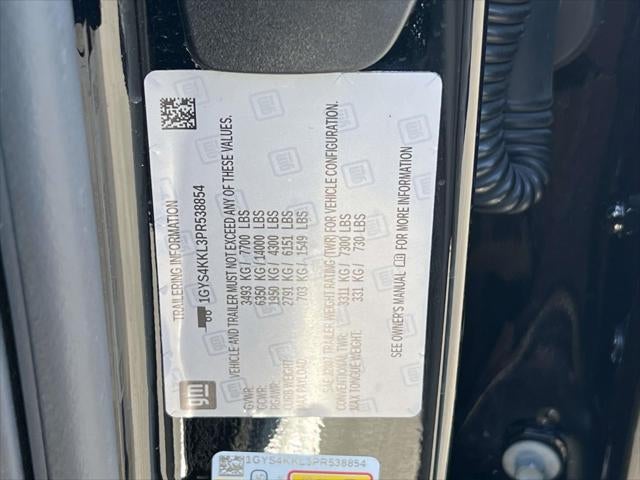 gm
TRAILERING INFORMATION
1GYS4KKL3PR538854
VEHICLE AND TRAILER MUST NOT EXCEED ANY OF THESE VALUES.
GVWR: 3493 KG/ 7700 LBS
GCWR: 6350 KG/14000 LBS
RGAWR: 1950 KG/ 4300 LBS
CURB WEIGHT: 2791 KG/ 6151 LBS
MAX PAYLOAD: 703 KG/ 1549 LBS
SAE J2807 TRAILER WEIGHT RATING (TWR) FOR VEHICLE CONFIGURATION.
CONVENTIONAL TWR: 3311 KG/ 7300 LBS
MAX TONGUE WEIGHT: 331 KG/ 730 LBS
SEE OWNER'S MANUAL FOR MORE INFORMATION
1GYS4KKL3PR538854